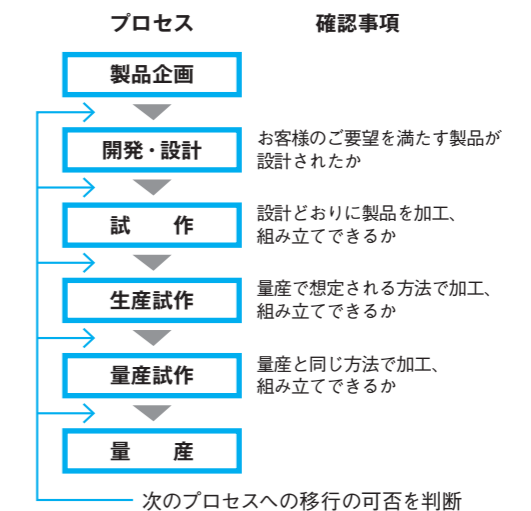 プロセス
確認事項
製品企画
開発・設計
お客様のご要望を満たす製品が
設計されたか
試 作
設計どおりに製品を加工、
組み立てできるか
生産試作
量産で想定される方法で加工、
組み立てできるか
量産試作
量産と同じ方法で加工、
組み立てできるか
量 産
次のプロセスへの移行の可否を判断